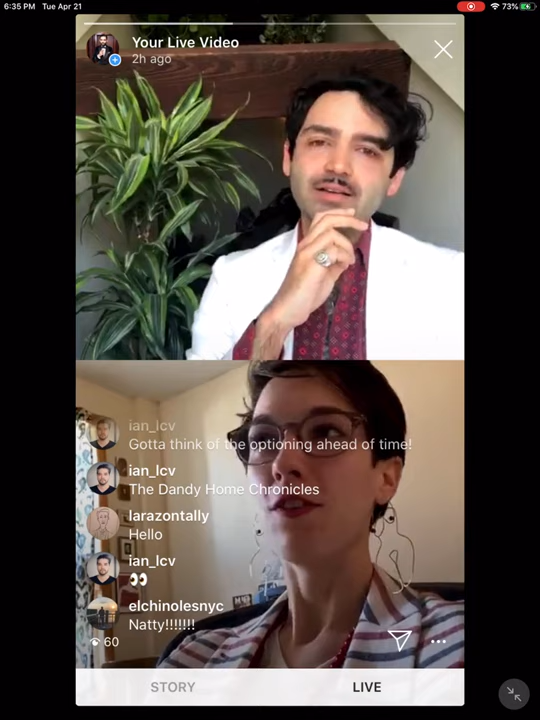 6:35 PM Tue Apr 21
73%
Your Live Video
2h ago
ian_lcv
Gotta think of the optioning ahead of time!
ian_lcv
The Dandy Home Chronicles
larazontally
Hello
ian_lcv
👀
elchinolesnyc
Natty!!!!!!!
60
STORY
LIVE